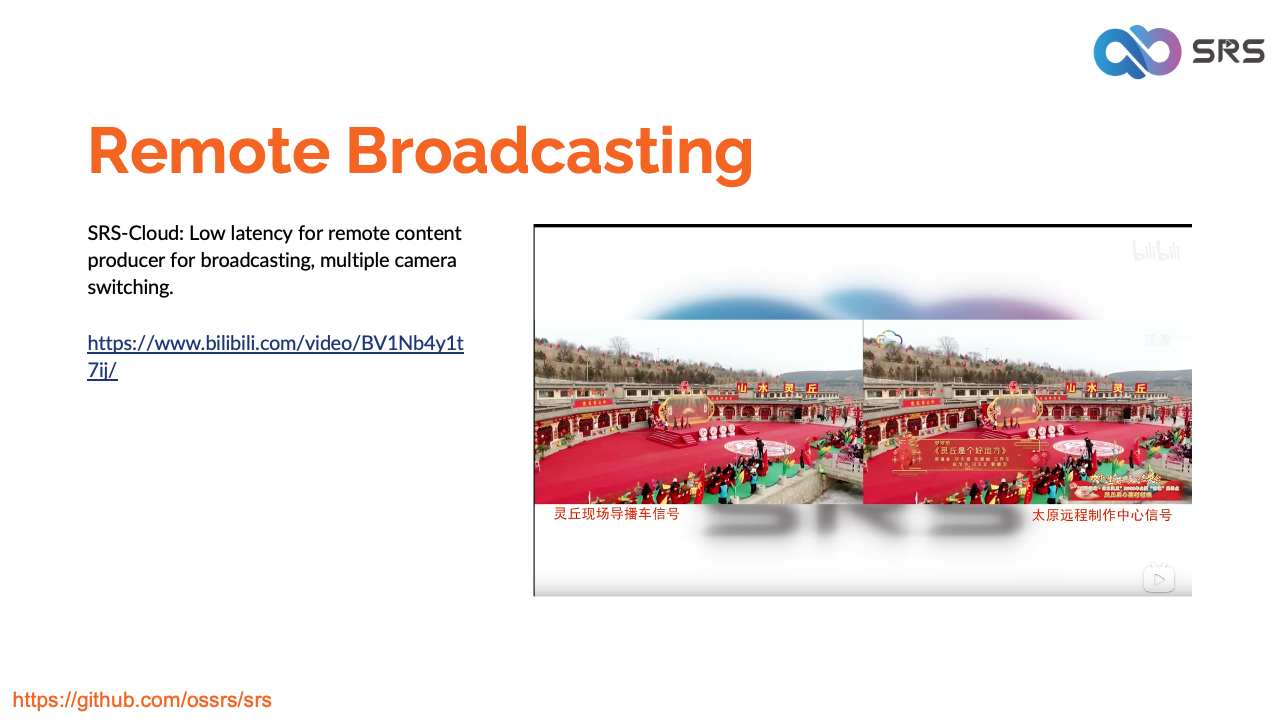 SRS
Remote Broadcasting
SRS-Cloud: Low latency for remote content
producer for broadcasting, multiple camera
switching.
https://www.bilibili.com/video/BV1Nb4y1t
7ij/
bilibili
山水灵丘
山水灵丘
《灵丘是个好地方》
灵丘现场导播车信号
SRS
太原远程制作中心信号
https://github.com/ossrs/srs